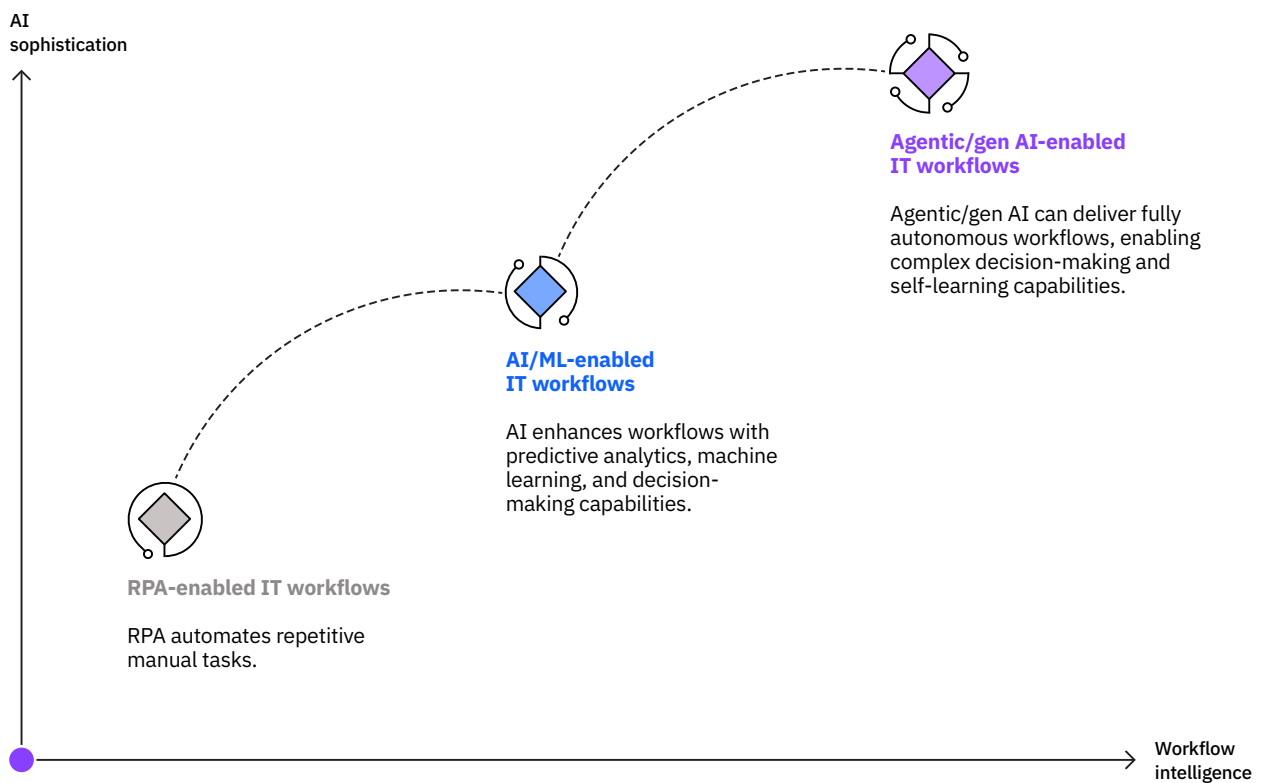 AI
sophistication
Agentic/gen AI-enabled
IT workflows
Agentic/gen AI can deliver fully
autonomous workflows, enabling
complex decision-making and
self-learning capabilities.
AI/ML-enabled
IT workflows
AI enhances workflows with
predictive analytics, machine
learning, and decision-
making capabilities.
RPA-enabled IT workflows
RPA automates repetitive
manual tasks.
Workflow
intelligence